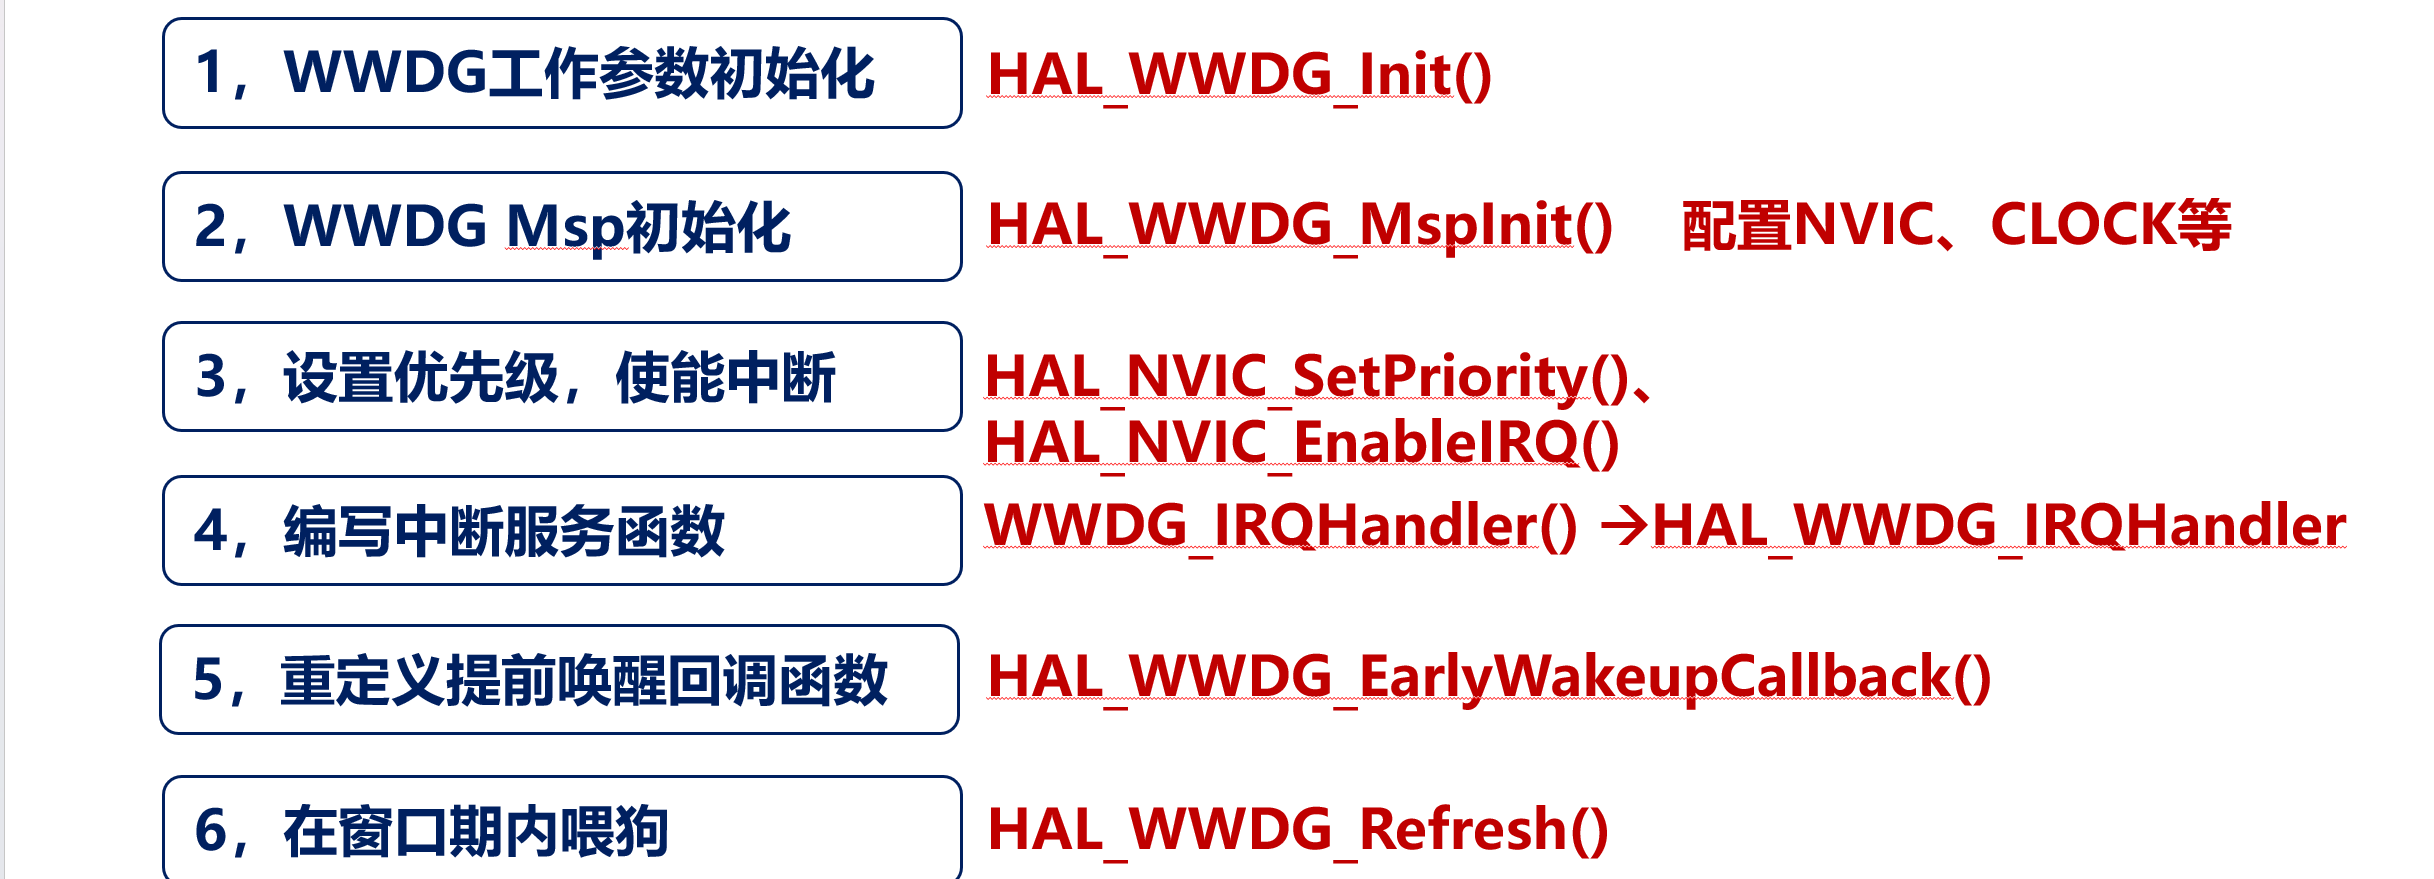 1，WWDG工作参数初始化 HAL_WWDG_Init()
2，WWDG Msp初始化 HAL_WWDG_MspInit() 配置NVIC、CLOCK等
3，设置优先级，使能中断 HAL_NVIC_SetPriority()、
HAL_NVIC_EnableIRQ()
4，编写中断服务函数 WWDG_IRQHandler() →HAL_WWDG_IRQHandler
5，重定义提前唤醒回调函数 HAL_WWDG_EarlyWakeupCallback()
6，在窗口期内喂狗 HAL_WWDG_Refresh()